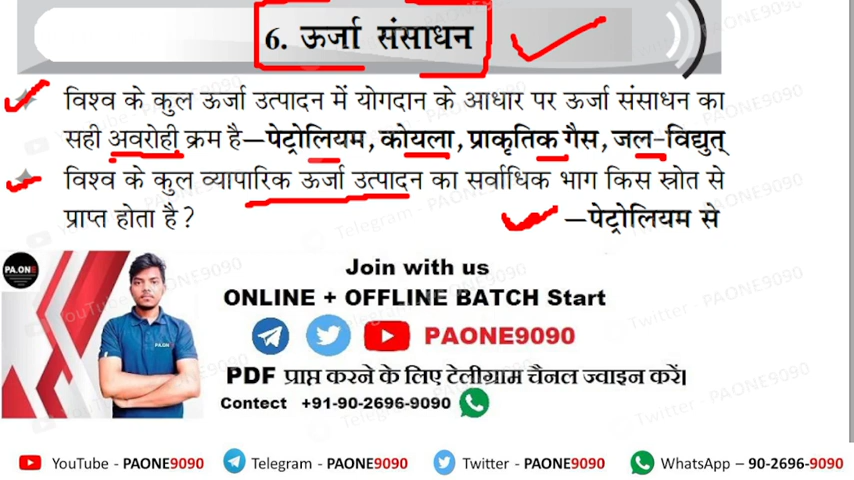 6. ऊर्जा संसाधन
विश्व के कुल ऊर्जा उत्पादन में योगदान के आधार पर ऊर्जा संसाधन का
सही अवरोही क्रम है—पेट्रोलियम, कोयला, प्राकृतिक गैस, जल-विद्युत्
विश्व के कुल व्यापारिक ऊर्जा उत्पादन का सर्वाधिक भाग किस स्रोत से
प्राप्त होता है?
—पेट्रोलियम से
PA.ONE
Join with us
ONLINE + OFFLINE BATCH Start
PAONE9090
PDF प्राप्त करने के लिए टेलीग्राम चैनल ज्वाइन करें।
Contect +91-90-2696-9090
YouTube - PAONE9090 Telegram - PAONE9090 Twitter - PAONE9090 WhatsApp – 90-2696-9090